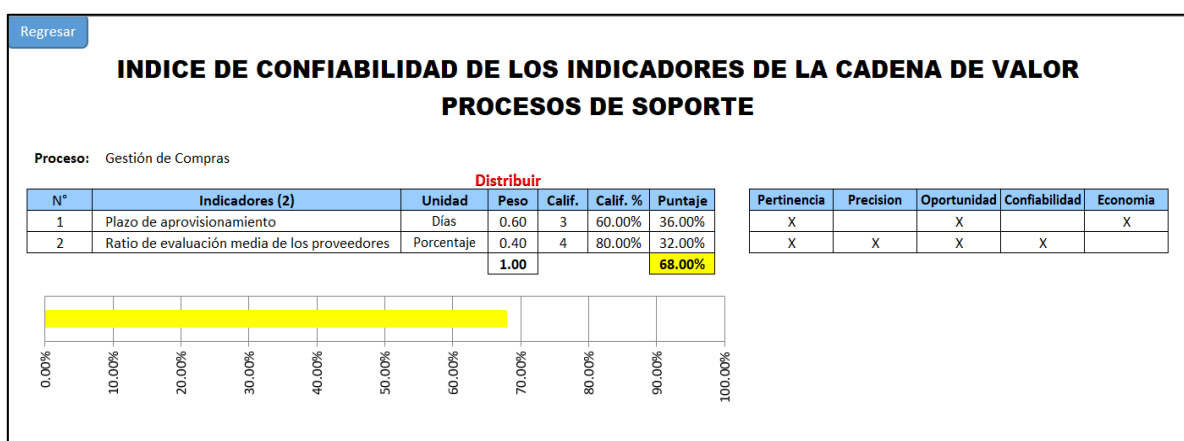 Regresar
INDICE DE CONFIABILIDAD DE LOS INDICADORES DE LA CADENA DE VALOR
PROCESOS DE SOPORTE
Proceso: Gestión de Compras
Distribuir
N° Indicadores (2) Unidad Peso Calif. Calif. % Puntaje Pertinencia Precision Oportunidad Confiabilidad Economia
1 Plazo de aprovisionamiento Días 0.60 3 60.00% 36.00% X X X
2 Ratio de evaluación media de los proveedores Porcentaje 0.40 4 80.00% 32.00% X X X X
1.00 68.00%
0.00% 10.00% 20.00% 30.00% 40.00% 50.00% 60.00% 70.00% 80.00% 90.00% 100.00%